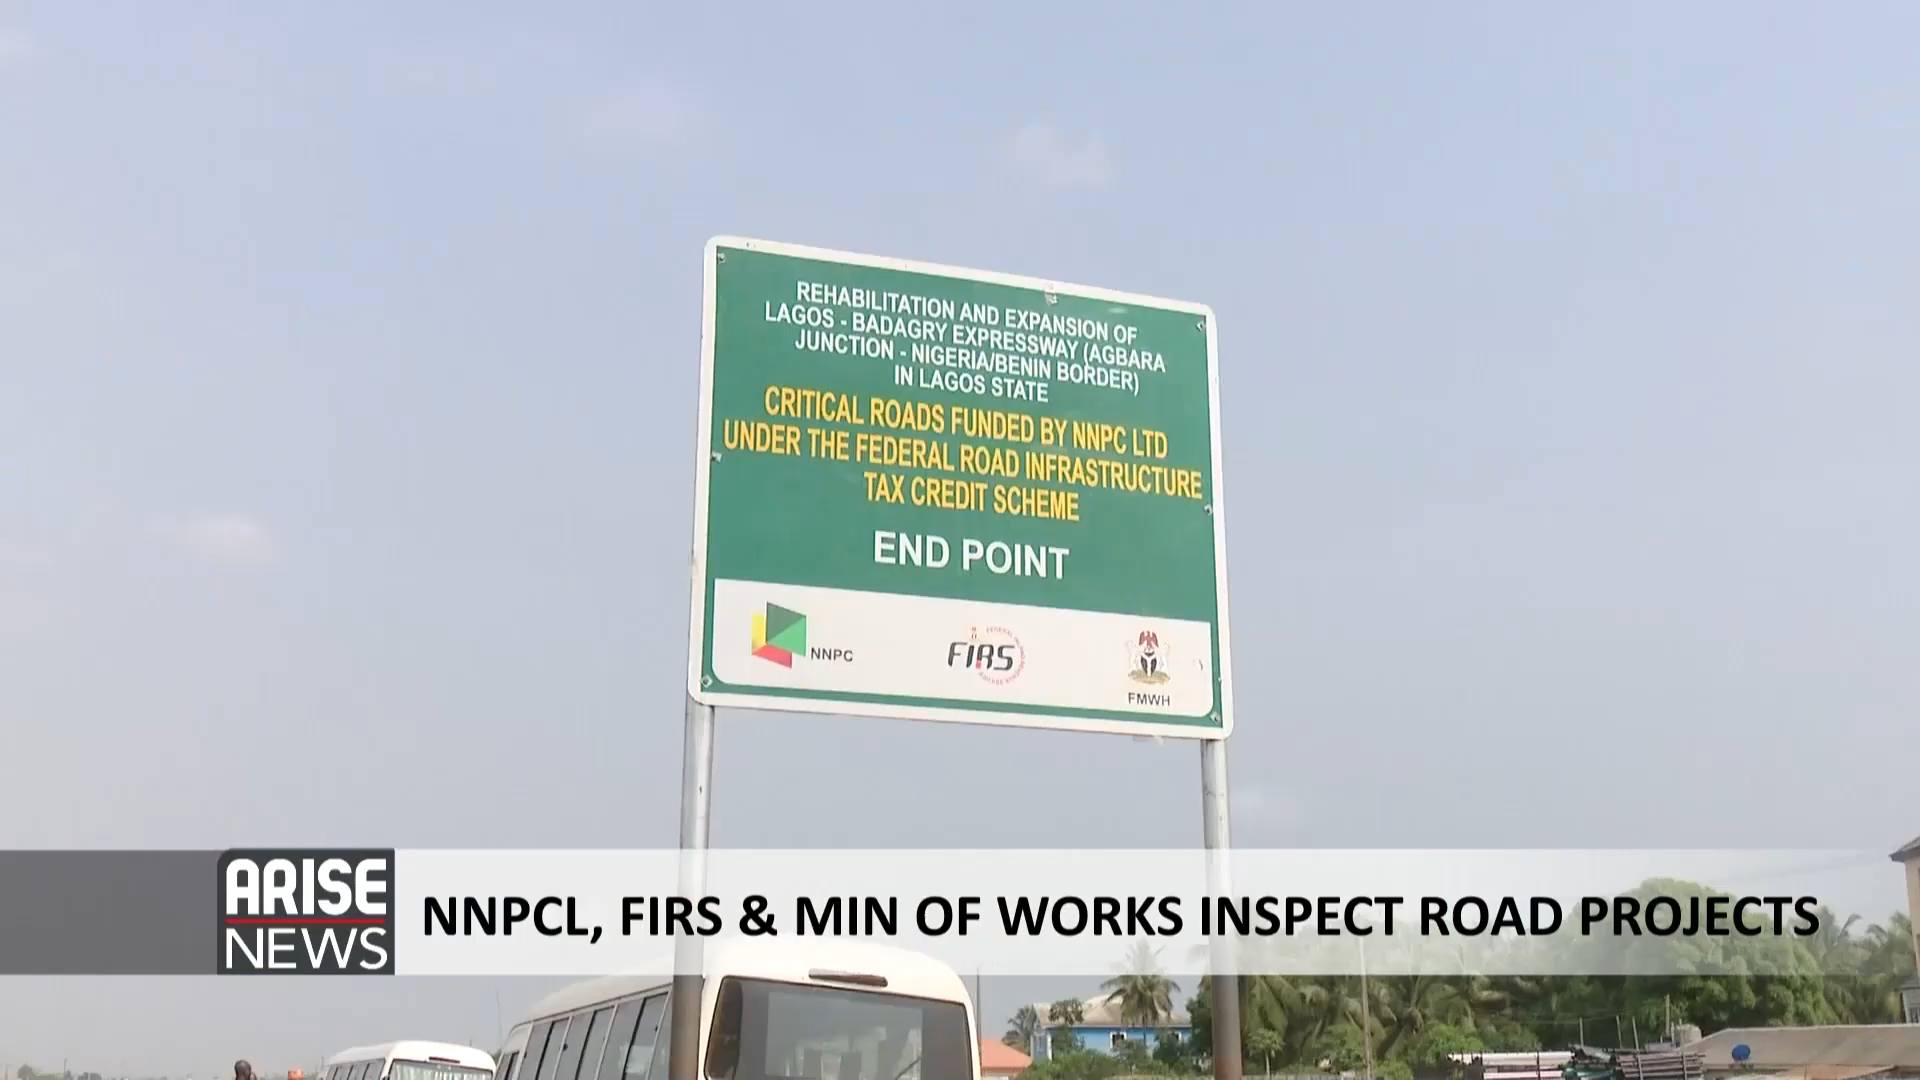 REHABILITATION AND EXPANSION OF
LAGOS - BADAGRY EXPRESSWAY (AGBARA
JUNCTION - NIGERIA/BENIN BORDER)
IN LAGOS STATE
CRITICAL ROADS FUNDED BY NNPC LTD
UNDER THE FEDERAL ROAD INFRASTRUCTURE
TAX CREDIT SCHEME
END POINT
NNPC
FIRS
FMWH
ARISE
NEWS
NNPCL, FIRS & MIN OF WORKS INSPECT ROAD PROJECTS